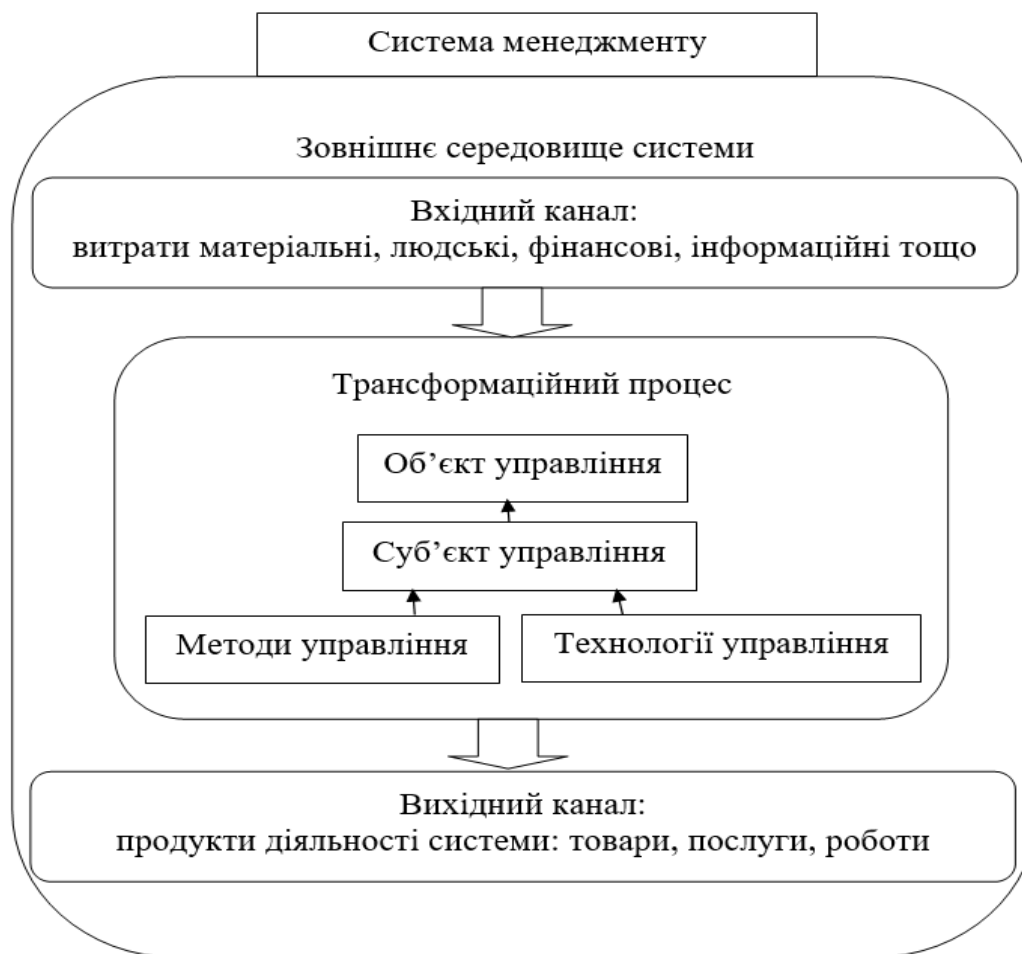 Система менеджменту
Зовнішнє середовище системи
Вхідний канал:
витрати матеріальні, людські, фінансові, інформаційні тощо
Трансформаційний процес
Об’єкт управління
Суб’єкт управління
Методи управління
Технології управління
Вихідний канал:
продукти діяльності системи: товари, послуги, роботи